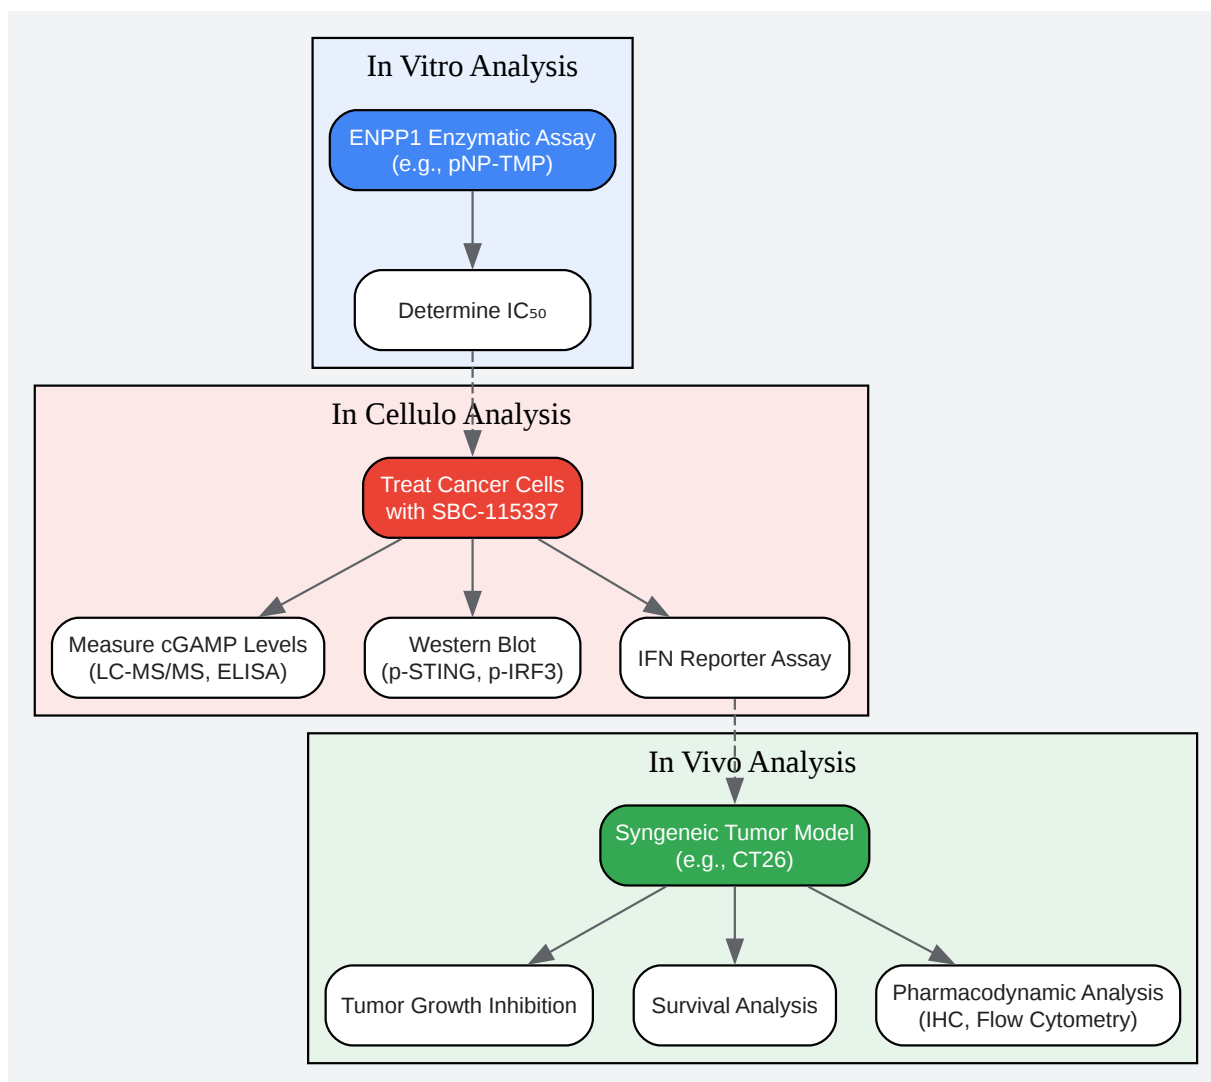 In Vitro Analysis
ENPP1 Enzymatic Assay
(e.g., pNP-TMP)
Determine IC₅₀
In Cellulo Analysis
Treat Cancer Cells
with SBC-115337
Measure cGAMP Levels
(LC-MS/MS, ELISA)
Western Blot
(p-STING, p-IRF3)
IFN Reporter Assay
In Vivo Analysis
Syngeneic Tumor Model
(e.g., CT26)
Tumor Growth Inhibition
Survival Analysis
Pharmacodynamic Analysis
(IHC, Flow Cytometry)